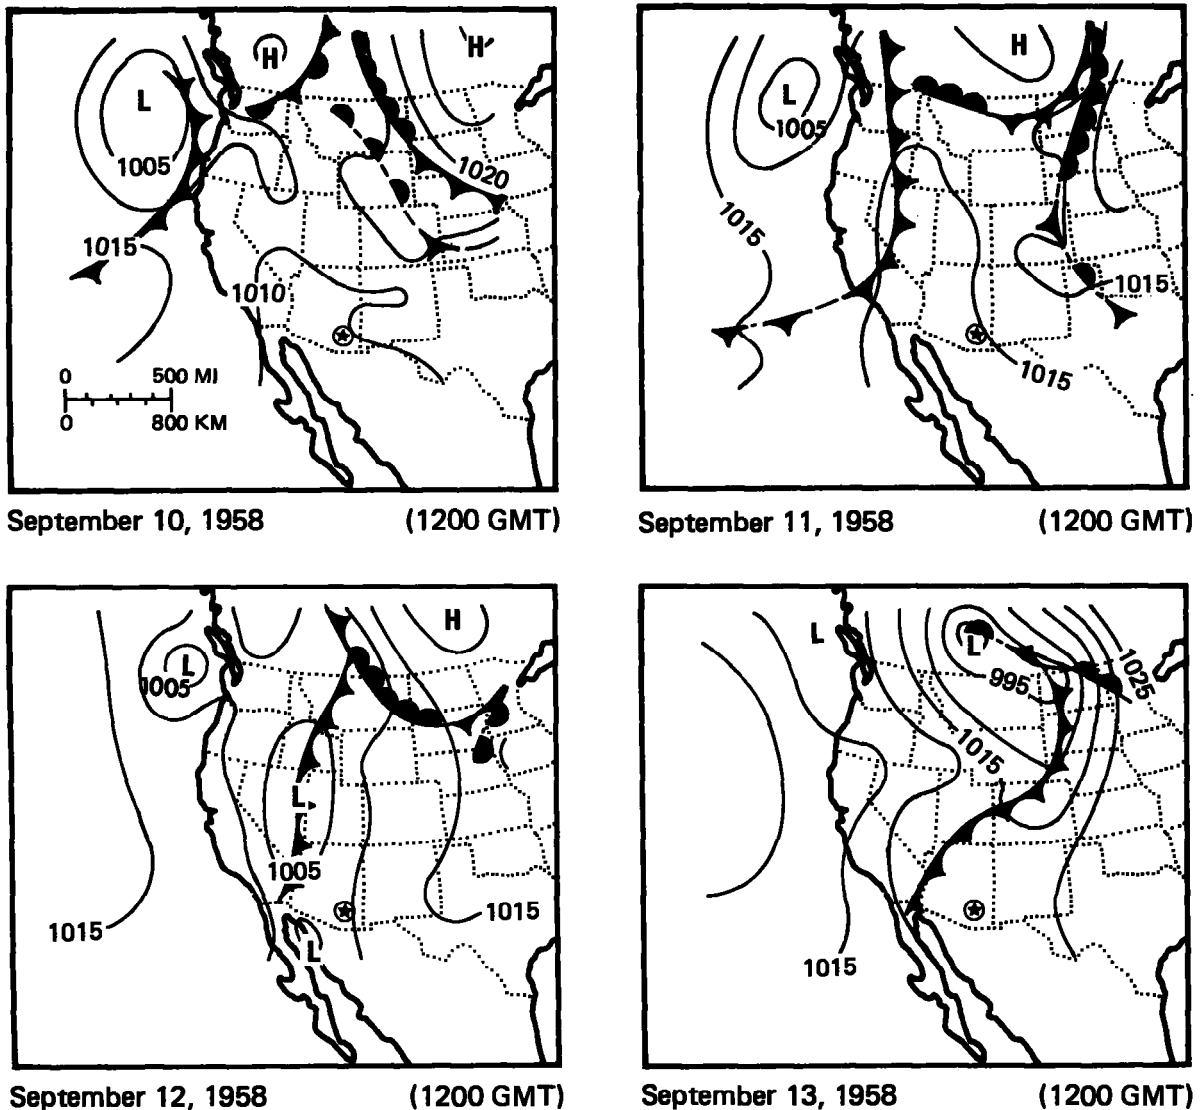 H
H
L
1005
1020
1015
1010
0 500 MI
0 800 KM
September 10, 1958 (1200 GMT)
H
L
1005
1015
1015
1015
September 11, 1958 (1200 GMT)
H
L
1005
L
1005
1015
1015
L
September 12, 1958 (1200 GMT)
L
L
1025
995
1015
1015
September 13, 1958 (1200 GMT)